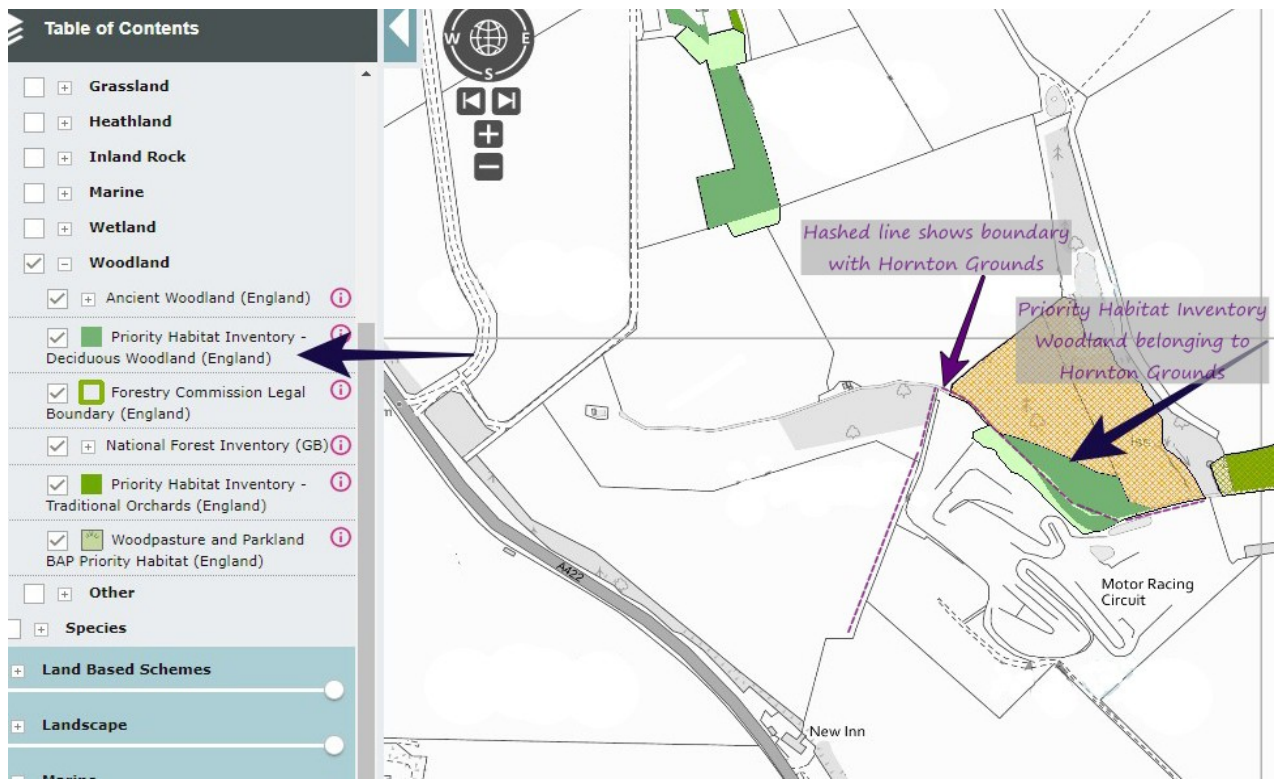 Table of Contents
Grassland
Heathland
Inland Rock
Marine
Wetland
Woodland
Ancient Woodland (England)
Priority Habitat Inventory -
Deciduous Woodland (England)
Forestry Commission Legal
Boundary (England)
National Forest Inventory (GB)
Priority Habitat Inventory -
Traditional Orchards (England)
Woodpasture and Parkland
BAP Priority Habitat (England)
Other
Species
Land Based Schemes
Landscape
Marine
W
E
S
Hashed line shows boundary
with Hornton Grounds
Priority Habitat Inventory
Woodland belonging to
Hornton Grounds
A422
Motor Racing
Circuit
New Inn